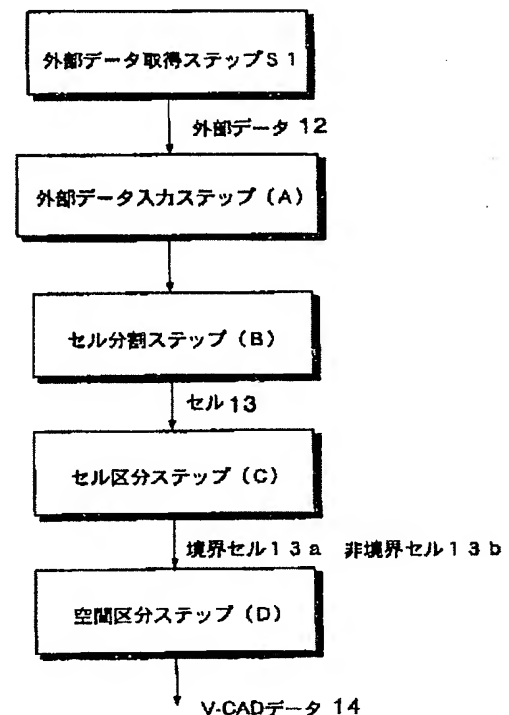 外部データ取得ステップS1
外部データ 12
外部データ入力ステップ（A）
セル分割ステップ（B）
セル 13
セル区分ステップ（C）
境界セル13a 非境界セル13b
空間区分ステップ（D）
V-CADデータ 14